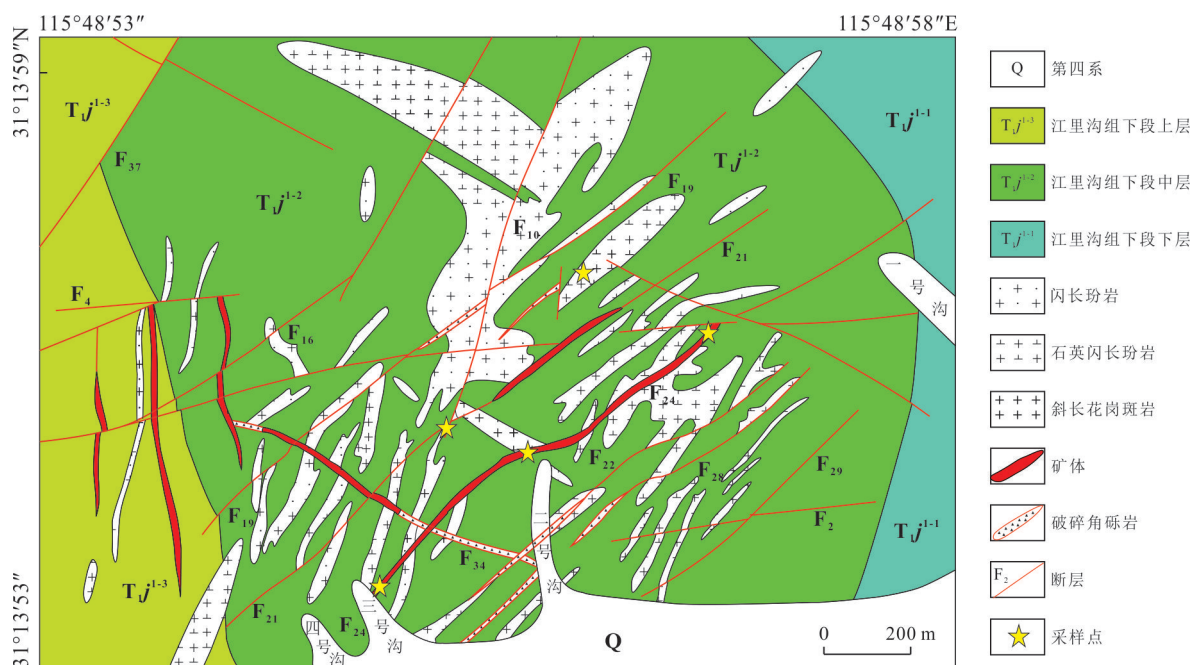 115°48′53″
115°48′58″E
31°13′59″N
31°13′53″
T₁j¹⁻³
F₃₇
T₁j¹⁻²
T₁j¹⁻²
T₁j¹⁻¹
F₁₉
F₁₀
F₂₁
一号沟
F₄
F₁₆
F₂₄
F₂₂
F₂₈
F₂₉
F₂
F₁₉
F₃₄
二号沟
T₁j¹⁻¹
T₁j¹⁻³
F₂₁
F₂₄
三号沟
四号沟
Q
0 200 m
Q 第四系
T₁j¹⁻³ 江里沟组下段上层
T₁j¹⁻² 江里沟组下段中层
T₁j¹⁻¹ 江里沟组下段下层
闪长玢岩
石英闪长玢岩
斜长花岗斑岩
矿体
破碎角砾岩
F₂ 断层
采样点